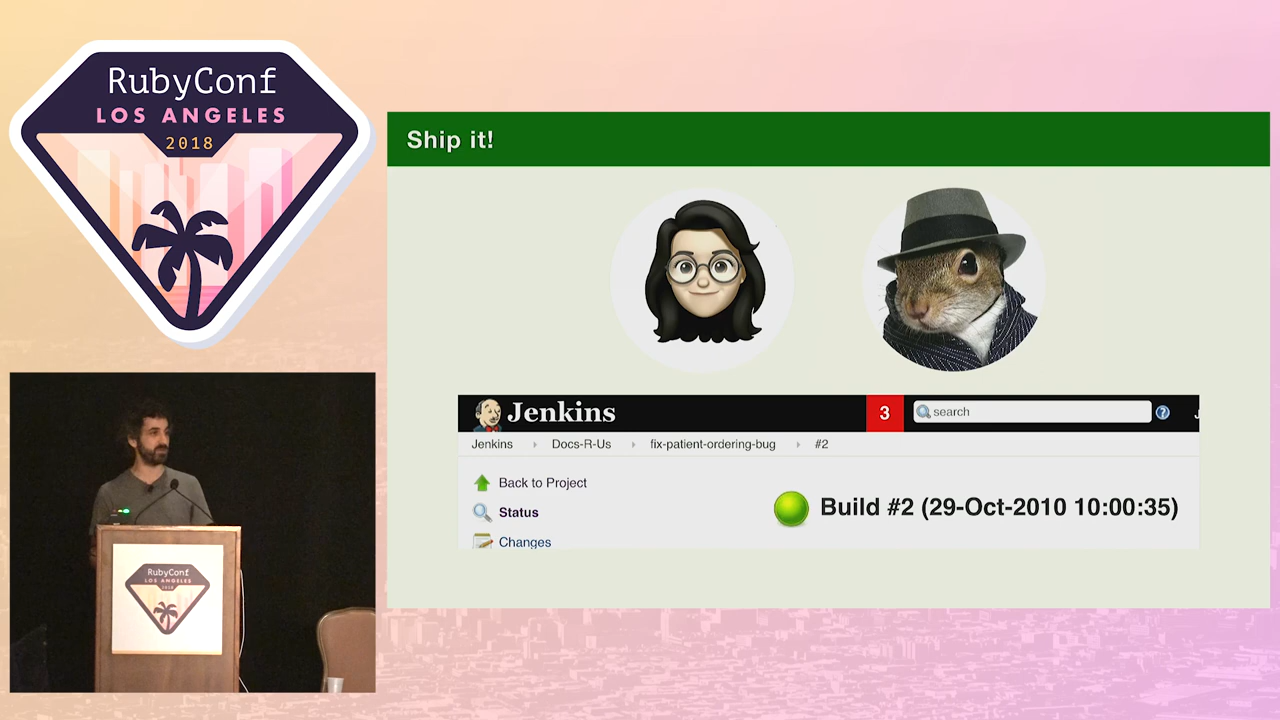 RubyConf
LOS ANGELES
2018
Ship it!
Jenkins
3
search
?
Jenkins
Docs-R-Us
fix-patient-ordering-bug
#2
Back to Project
Status
Changes
Build #2 (29-Oct-2010 10:00:35)
RubyConf
LOS ANGELES
2018